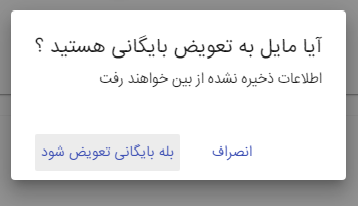 آیا مایل به تعویض بایگانی هستید ؟
اطلاعات ذخیره نشده از بین خواهند رفت
انصراف
بله بایگانی تعویض شود